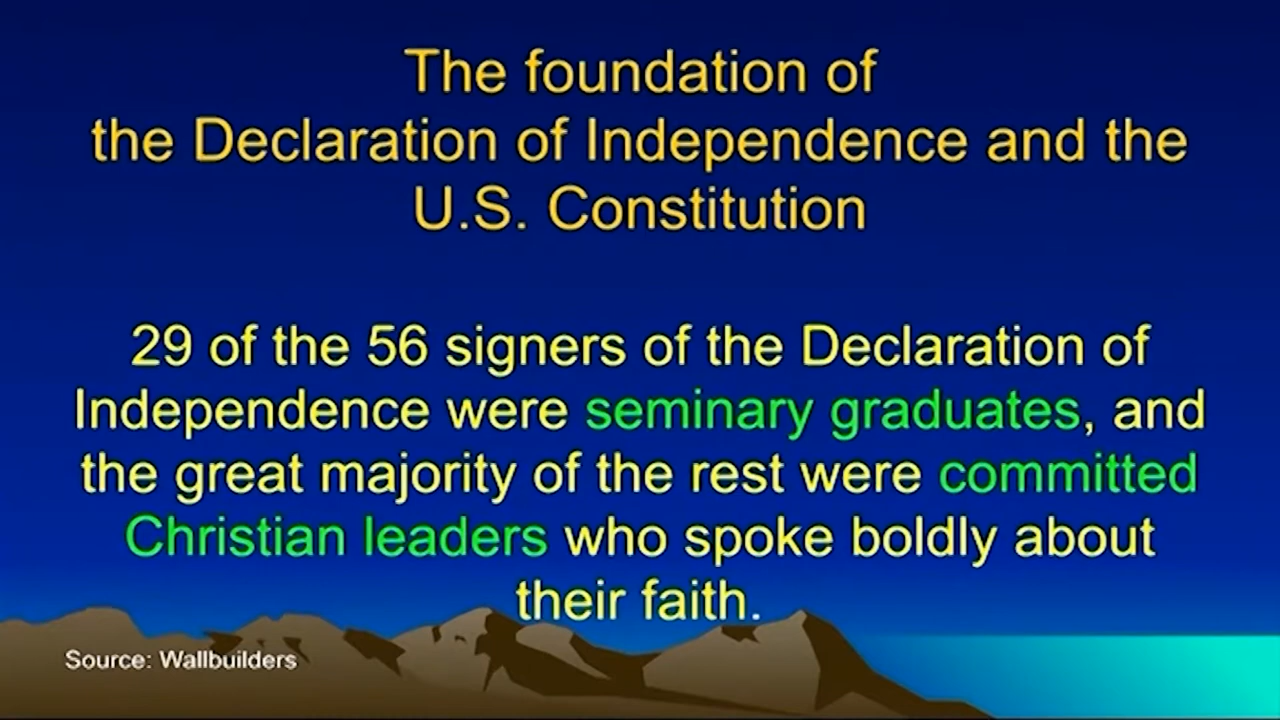 The foundation of
the Declaration of Independence and the
U.S. Constitution
29 of the 56 signers of the Declaration of
Independence were seminary graduates, and
the great majority of the rest were committed
Christian leaders who spoke boldly about
their faith.
Source: Wallbuilders